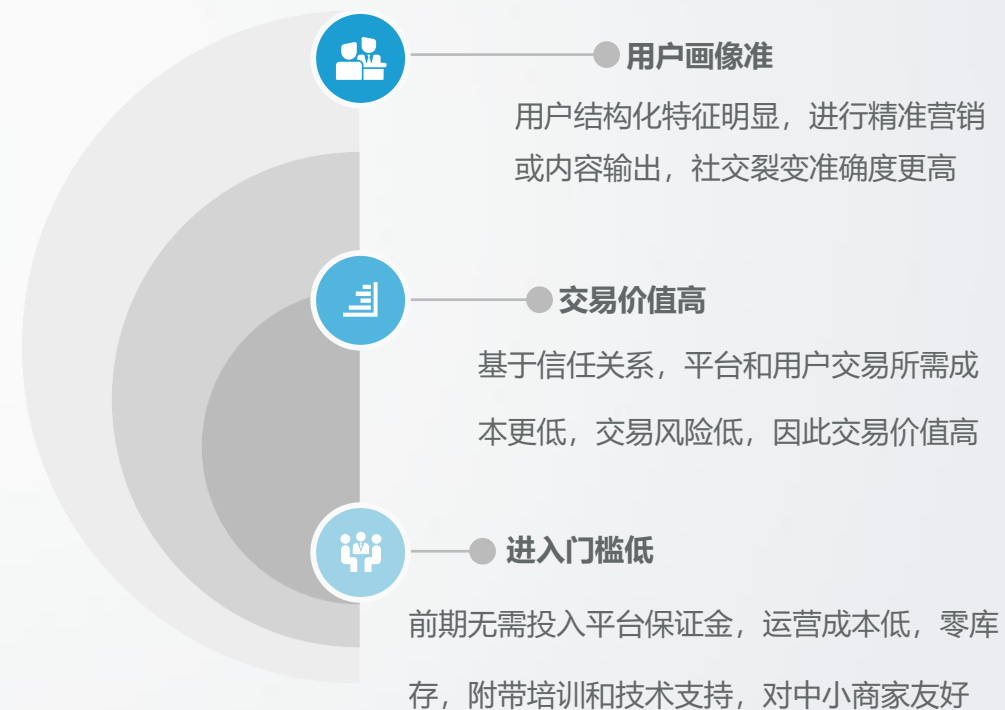 用户画像准
用户结构化特征明显，进行精准营销
或内容输出，社交裂变准确度更高
交易价值高
基于信任关系，平台和用户交易所需成
本更低，交易风险低，因此交易价值高
进入门槛低
前期无需投入平台保证金，运营成本低，零库
存，附带培训和技术支持，对中小商家友好